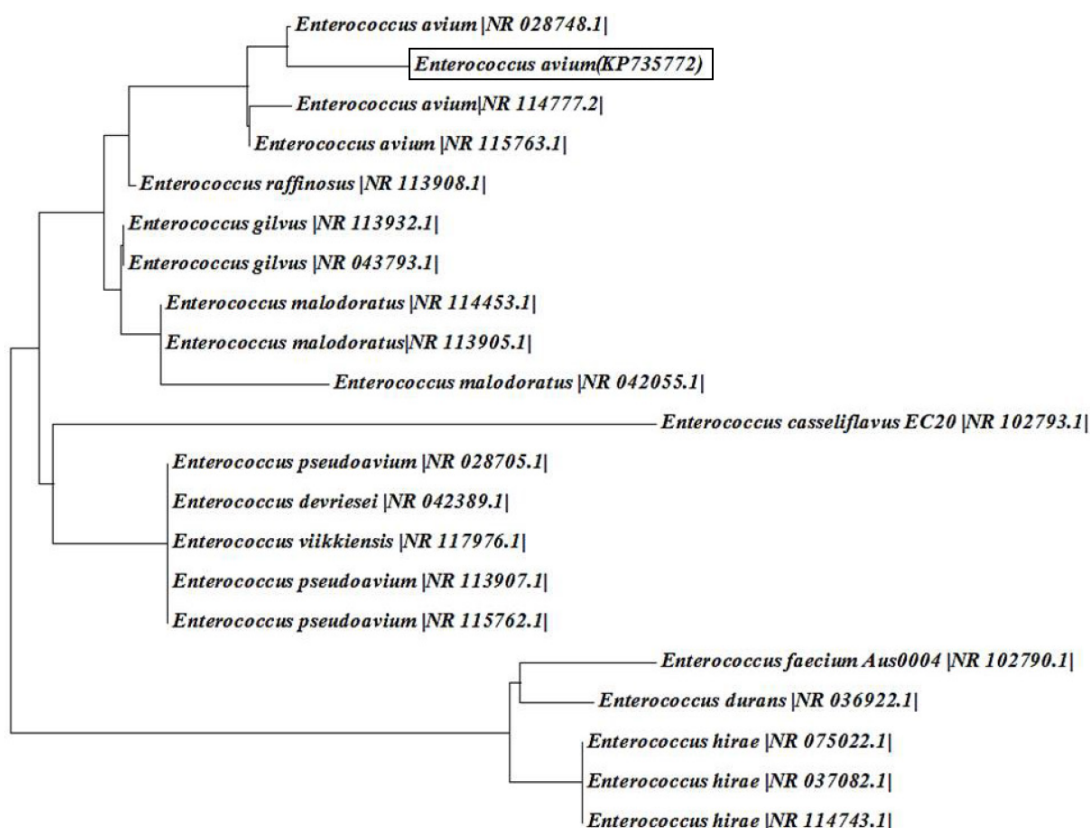 Enterococcus avium |NR 028748.1|
Enterococcus avium(KP735772)
Enterococcus avium|NR 114777.2|
Enterococcus avium |NR 115763.1|
Enterococcus raffinosus |NR 113908.1|
Enterococcus gilvus |NR 113932.1|
Enterococcus gilvus |NR 043793.1|
Enterococcus malodoratus |NR 114453.1|
Enterococcus malodoratus|NR 113905.1|
Enterococcus malodoratus |NR 042055.1|
Enterococcus casseliflavus EC20 |NR 102793.1|
Enterococcus pseudoavium |NR 028705.1|
Enterococcus devriesei |NR 042389.1|
Enterococcus viikkiensis |NR 117976.1|
Enterococcus pseudoavium |NR 113907.1|
Enterococcus pseudoavium |NR 115762.1|
Enterococcus faecium Aus0004 |NR 102790.1|
Enterococcus durans |NR 036922.1|
Enterococcus hirae |NR 075022.1|
Enterococcus hirae |NR 037082.1|
Enterococcus hirae |NR 114743.1|